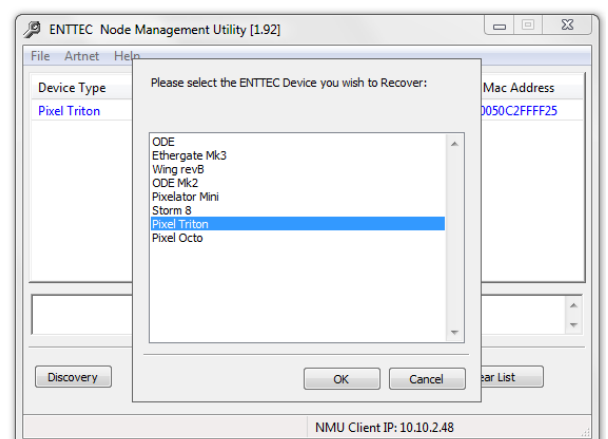 ENTTEC Node Management Utility [1.92]
File Artnet Help
Please select the ENTTEC Device you wish to Recover:
Device Type
Mac Address
Pixel Triton
0050C2FFFF25
ODE
Ethergate Mk3
Wing revB
ODE Mk2
Pixelator Mini
Storm 8
Pixel Triton
Pixel Octo
OK
Cancel
Discovery
ear List
NMU Client IP: 10.10.2.48